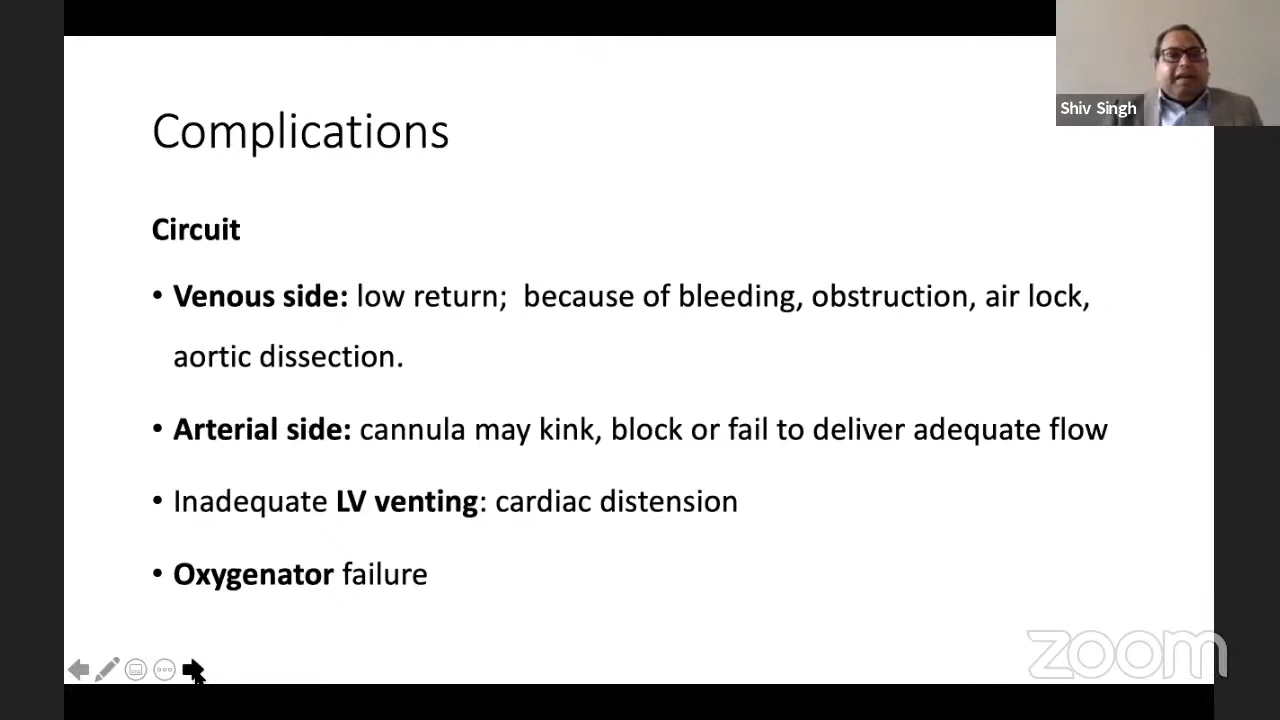 Shiv Singh
Complications
Circuit
• Venous side: low return;  because of bleeding, obstruction, air lock,
aortic dissection.
• Arterial side: cannula may kink, block or fail to deliver adequate flow
• Inadequate LV venting: cardiac distension
• Oxygenator failure
zoom